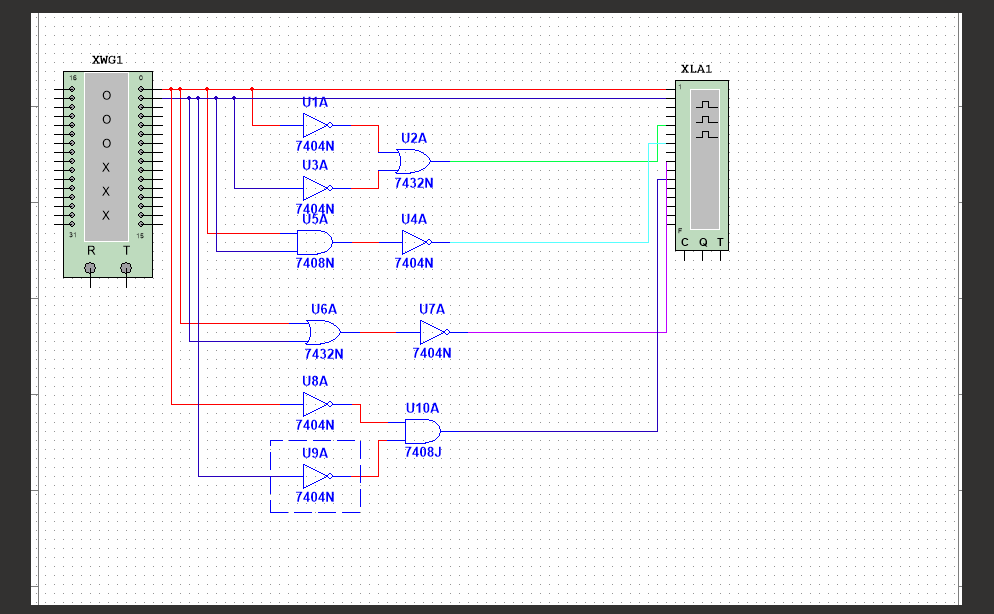 XWG1
16 0
O
O
O
X
X
X
31 15
R T
XLA1
1
F
C Q T
U1A
7404N
U2A
7432N
U3A
7404N
U5A
7408N
U4A
7404N
U6A
7432N
U7A
7404N
U8A
7404N
U10A
7408J
U9A
7404N